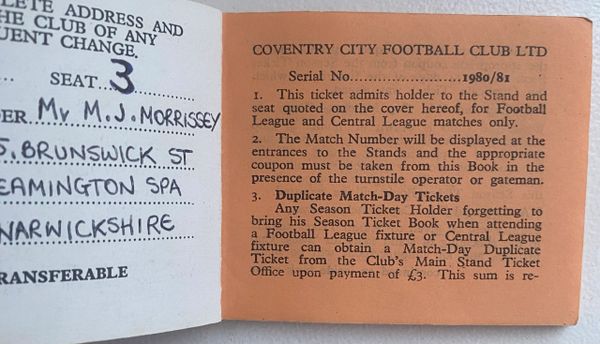 LETE ADDRESS AND
HE CLUB OF ANY
UENT CHANGE.
SEAT 3
DER Mr M.J. MORRISSEY
5. BRUNSWICK ST
EAMINGTON SPA
WARWICKSHIRE
RANSFERABLE
COVENTRY CITY FOOTBALL CLUB LTD
Serial No. 1980/81
1. This ticket admits holder to the Stand and
seat quoted on the cover hereof, for Football
League and Central League matches only.
2. The Match Number will be displayed at the
entrances to the Stands and the appropriate
coupon must be taken from this Book in the
presence of the turnstile operator or gateman.
3. Duplicate Match-Day Tickets
Any Season Ticket Holder forgetting to
bring his Season Ticket Book when attending
a Football League fixture or Central League
fixture can obtain a Match-Day Duplicate
Ticket from the Club's Main Stand Ticket
Office upon payment of £3. This sum is re-